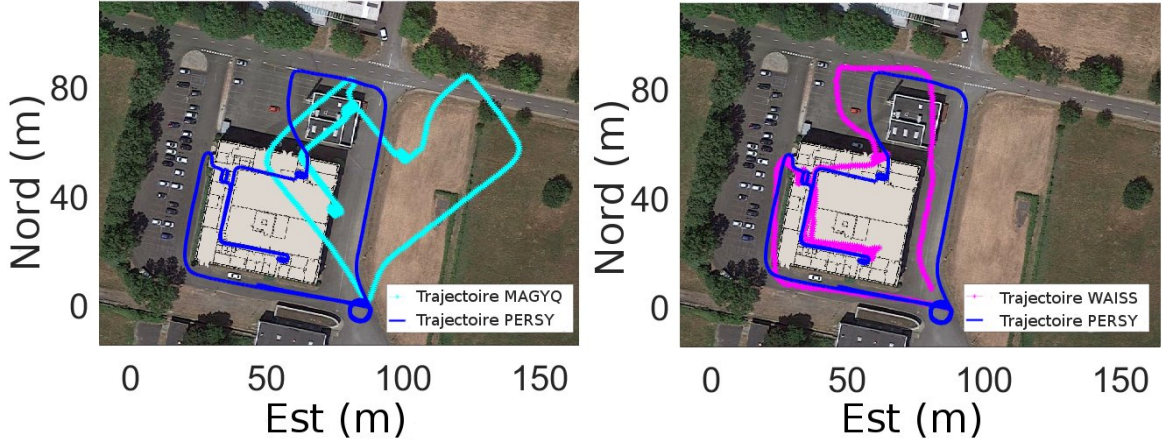 Nord (m)
80
40
0
Trajectoire MAGYQ
Trajectoire PERSY
0 50 100 150
Est (m)
Nord (m)
80
40
0
Trajectoire WAISS
Trajectoire PERSY
0 50 100 150
Est (m)